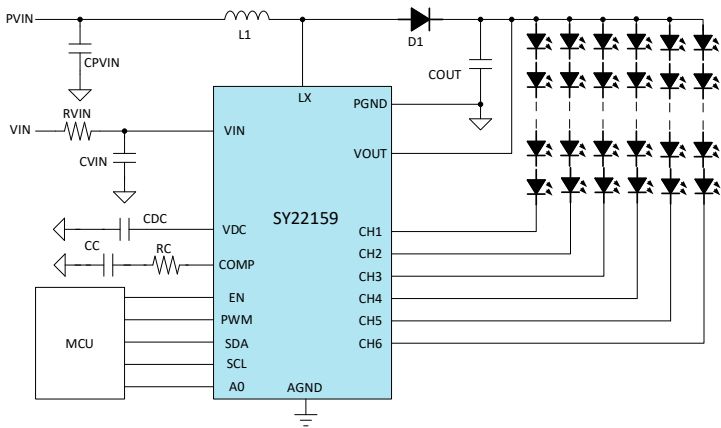 PVIN
L1
D1
CPVIN
COUT
LX
PGND
RVIN
VIN
VIN
CVIN
VOUT
SY22159
CDC
VDC
CH1
CC
RC
COMP
CH2
CH3
EN
CH4
MCU
PWM
CH5
SDA
CH6
SCL
A0
AGND